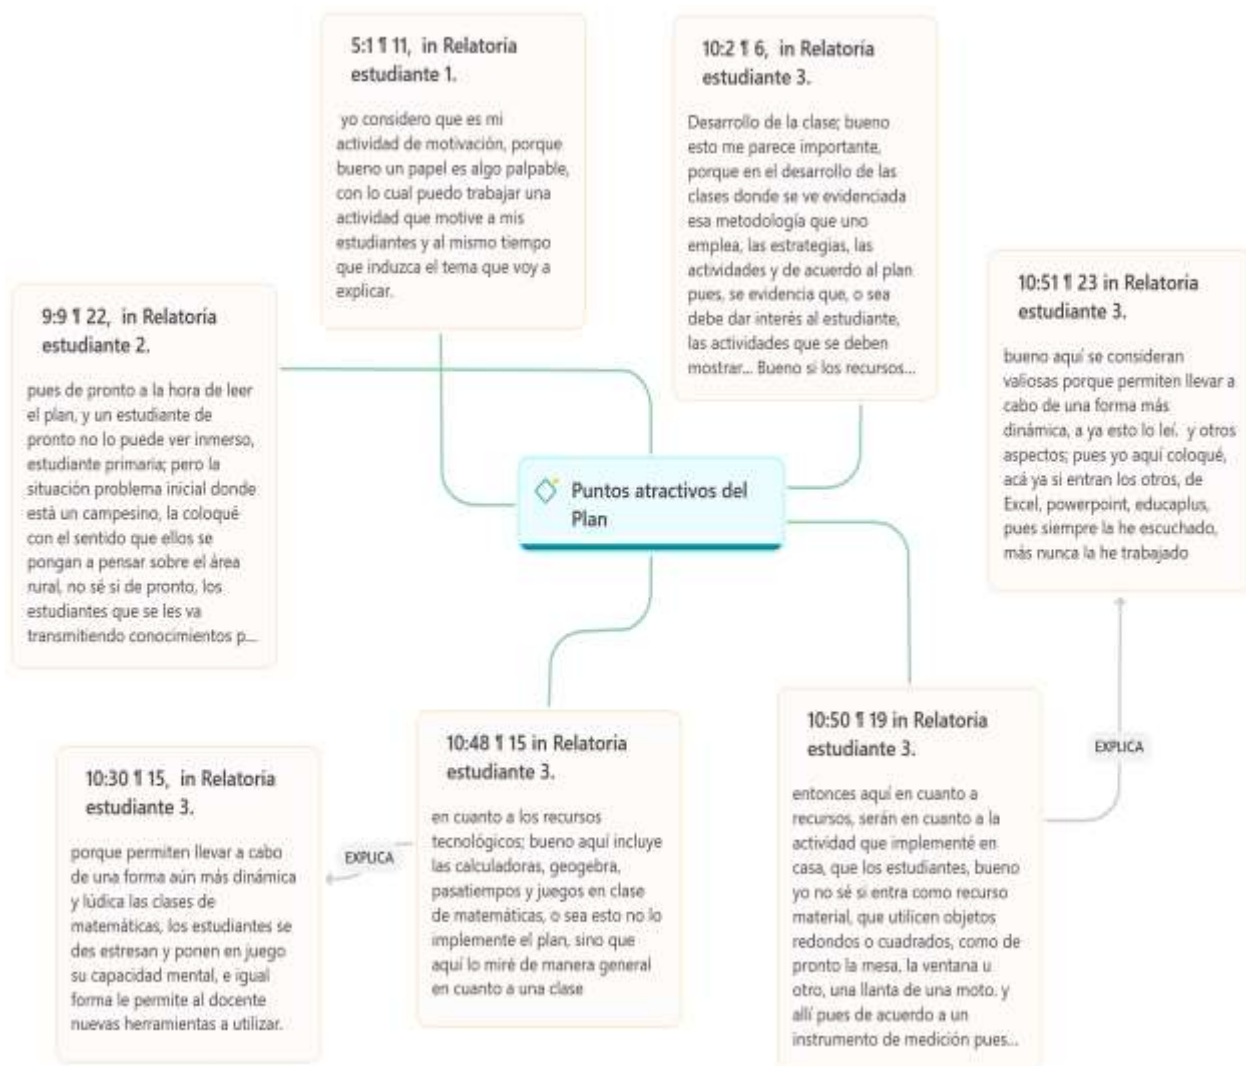 5:1 ¶ 11, in Relatoría
estudiante 1.
yo considero que es mi
actividad de motivación, porque
bueno un papel es algo palpable,
con lo cual puedo trabajar una
actividad que motive a mis
estudiantes y al mismo tiempo
que induzca el tema que voy a
explicar.
10:2 ¶ 6, in Relatoría
estudiante 3.
Desarrollo de la clase; bueno
esto me parece importante,
porque en el desarrollo de las
clases donde se ve evidenciada
esa metodología que uno
emplea, las estrategias, las
actividades y de acuerdo al plan
pues, se evidencia que, o sea
debe dar interés al estudiante,
las actividades que se deben
mostrar... Bueno si los recursos...
9:9 ¶ 22, in Relatoría
estudiante 2.
pues de pronto a la hora de leer
el plan, y un estudiante de
pronto no lo puede ver inmerso,
estudiante primaria; pero la
situación problema inicial donde
está un campesino, la coloqué
con el sentido que ellos se
pongan a pensar sobre el área
rural, no sé si de pronto, los
estudiantes que se les va
transmitiendo conocimientos p...
10:51 ¶ 23 in Relatoría
estudiante 3.
bueno aquí se consideran
valiosas porque permiten llevar a
cabo de una forma más
dinámica, a ya esto lo leí. y otros
aspectos; pues yo aquí coloqué,
acá ya si entran los otros, de
Excel, powerpoint, educaplus,
pues siempre la he escuchado,
más nunca la he trabajado
Puntos atractivos del
Plan
10:30 ¶ 15, in Relatoría
estudiante 3.
porque permiten llevar a cabo
de una forma aún más dinámica
y lúdica las clases de
matemáticas, los estudiantes se
des estresan y ponen en juego
su capacidad mental, e igual
forma le permite al docente
nuevas herramientas a utilizar.
EXPLICA
10:48 ¶ 15 in Relatoría
estudiante 3.
en cuanto a los recursos
tecnológicos; bueno aquí incluye
las calculadoras, geogebra,
pasatiempos y juegos en clase
de matemáticas, o sea esto no lo
implemente el plan, sino que
aquí lo miré de manera general
en cuanto a una clase
10:50 ¶ 19 in Relatoría
estudiante 3.
entonces aquí en cuanto a
recursos, serán en cuanto a la
actividad que implementé en
casa, que los estudiantes, bueno
yo no sé si entra como recurso
material, que utilicen objetos
redondos o cuadrados, como de
pronto la mesa, la ventana u
otro, una llanta de una moto. y
allí pues de acuerdo a un
instrumento de medición pues...
EXPLICA